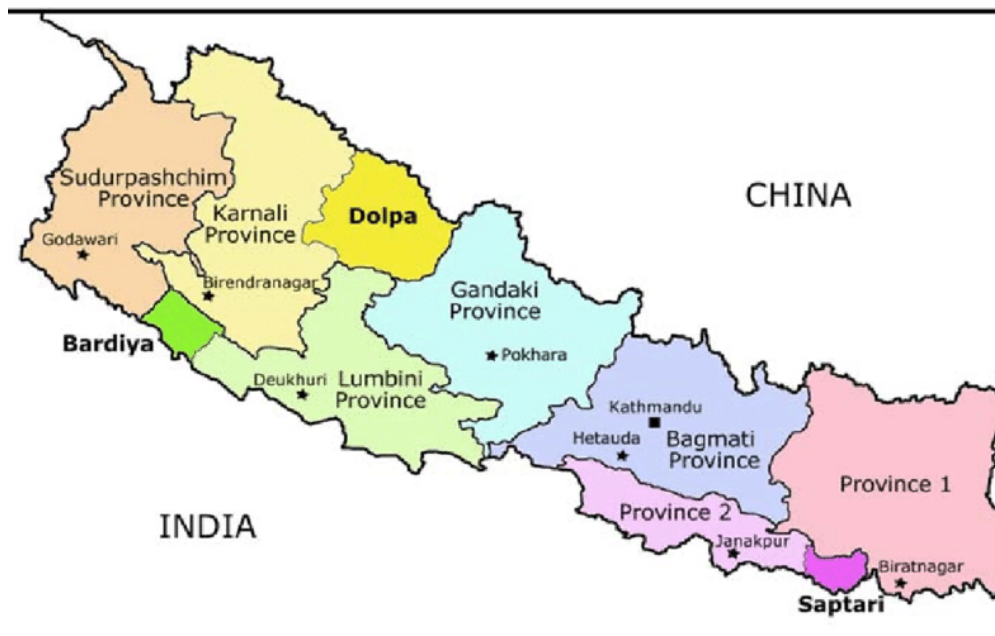 CHINA
Sudurpashchim
Province
Godawari
Karnali
Province
Dolpa
Birendranagar
Bardiya
Gandaki
Province
Pokhara
Deukhuri
Lumbini
Province
Kathmandu
Hetauda
Bagmati
Province
Province 1
INDIA
Province 2
Janakpur
Biratnagar
Saptari